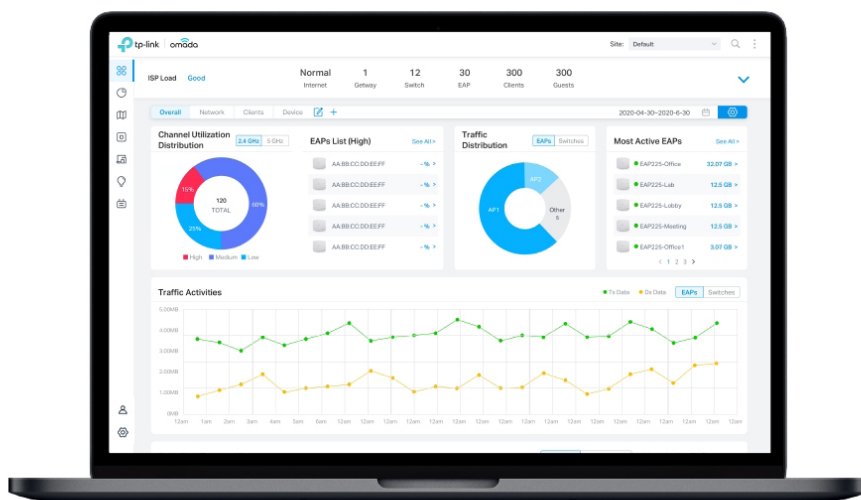 tp-link | omada
Site: Default
ISP Load Good
Normal 1 12 30 300 300
Internet Getway Switch EAP Clients Guests
Overall Network Clients Device
2020-04-30~2020-6-30
Channel Utilization
Distribution
2.4 GHz 5 GHz
15%
60%
25%
120
TOTAL
High Medium Low
EAPs List (High) See All >
AA:BB:CC:DD:EE:FF - % >
AA:BB:CC:DD:EE:FF - % >
AA:BB:CC:DD:EE:FF - % >
AA:BB:CC:DD:EE:FF - % >
AA:BB:CC:DD:EE:FF - % >
Traffic
Distribution
EAPs Switches
AP2
AP1
Other
s
Most Active EAPs See All >
EAP225-Office 32.07 GB >
EAP225-Lab 12.5 GB >
EAP225-Lobby 12.5 GB >
EAP225-Meeting 12.5 GB >
EAP225-Office1 3.07 GB >
< 1 2 3 >
Traffic Activities
Tx Data
EAPs Switches
5.00MB
4.00MB
3.00MB
2.00MB
1.00MB
0MB
12am 1am 2am 3am 4am 5am 6am 12am 12am 12am 12am 12am 12am 12am 12am 12am 12am 12am 12am 12am 12am 12am 12am 12am